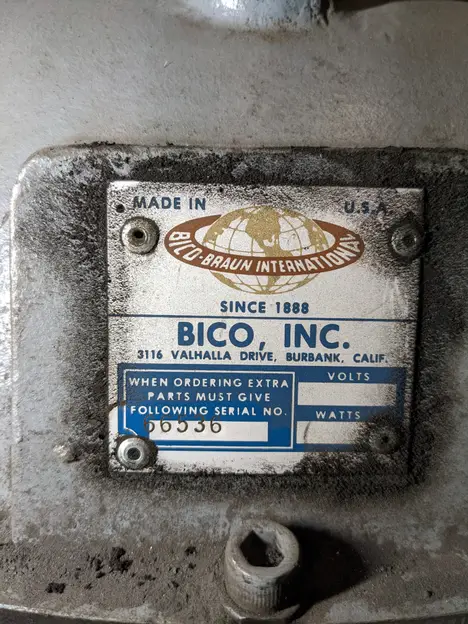 MADE IN
U.S.A.
BICO-BRAUN INTERNATIONAL
SINCE 1888
BICO, INC.
3116 VALHALLA DRIVE, BURBANK, CALIF.
WHEN ORDERING EXTRA
PARTS MUST GIVE
FOLLOWING SERIAL NO.
66536
VOLTS
WATTS